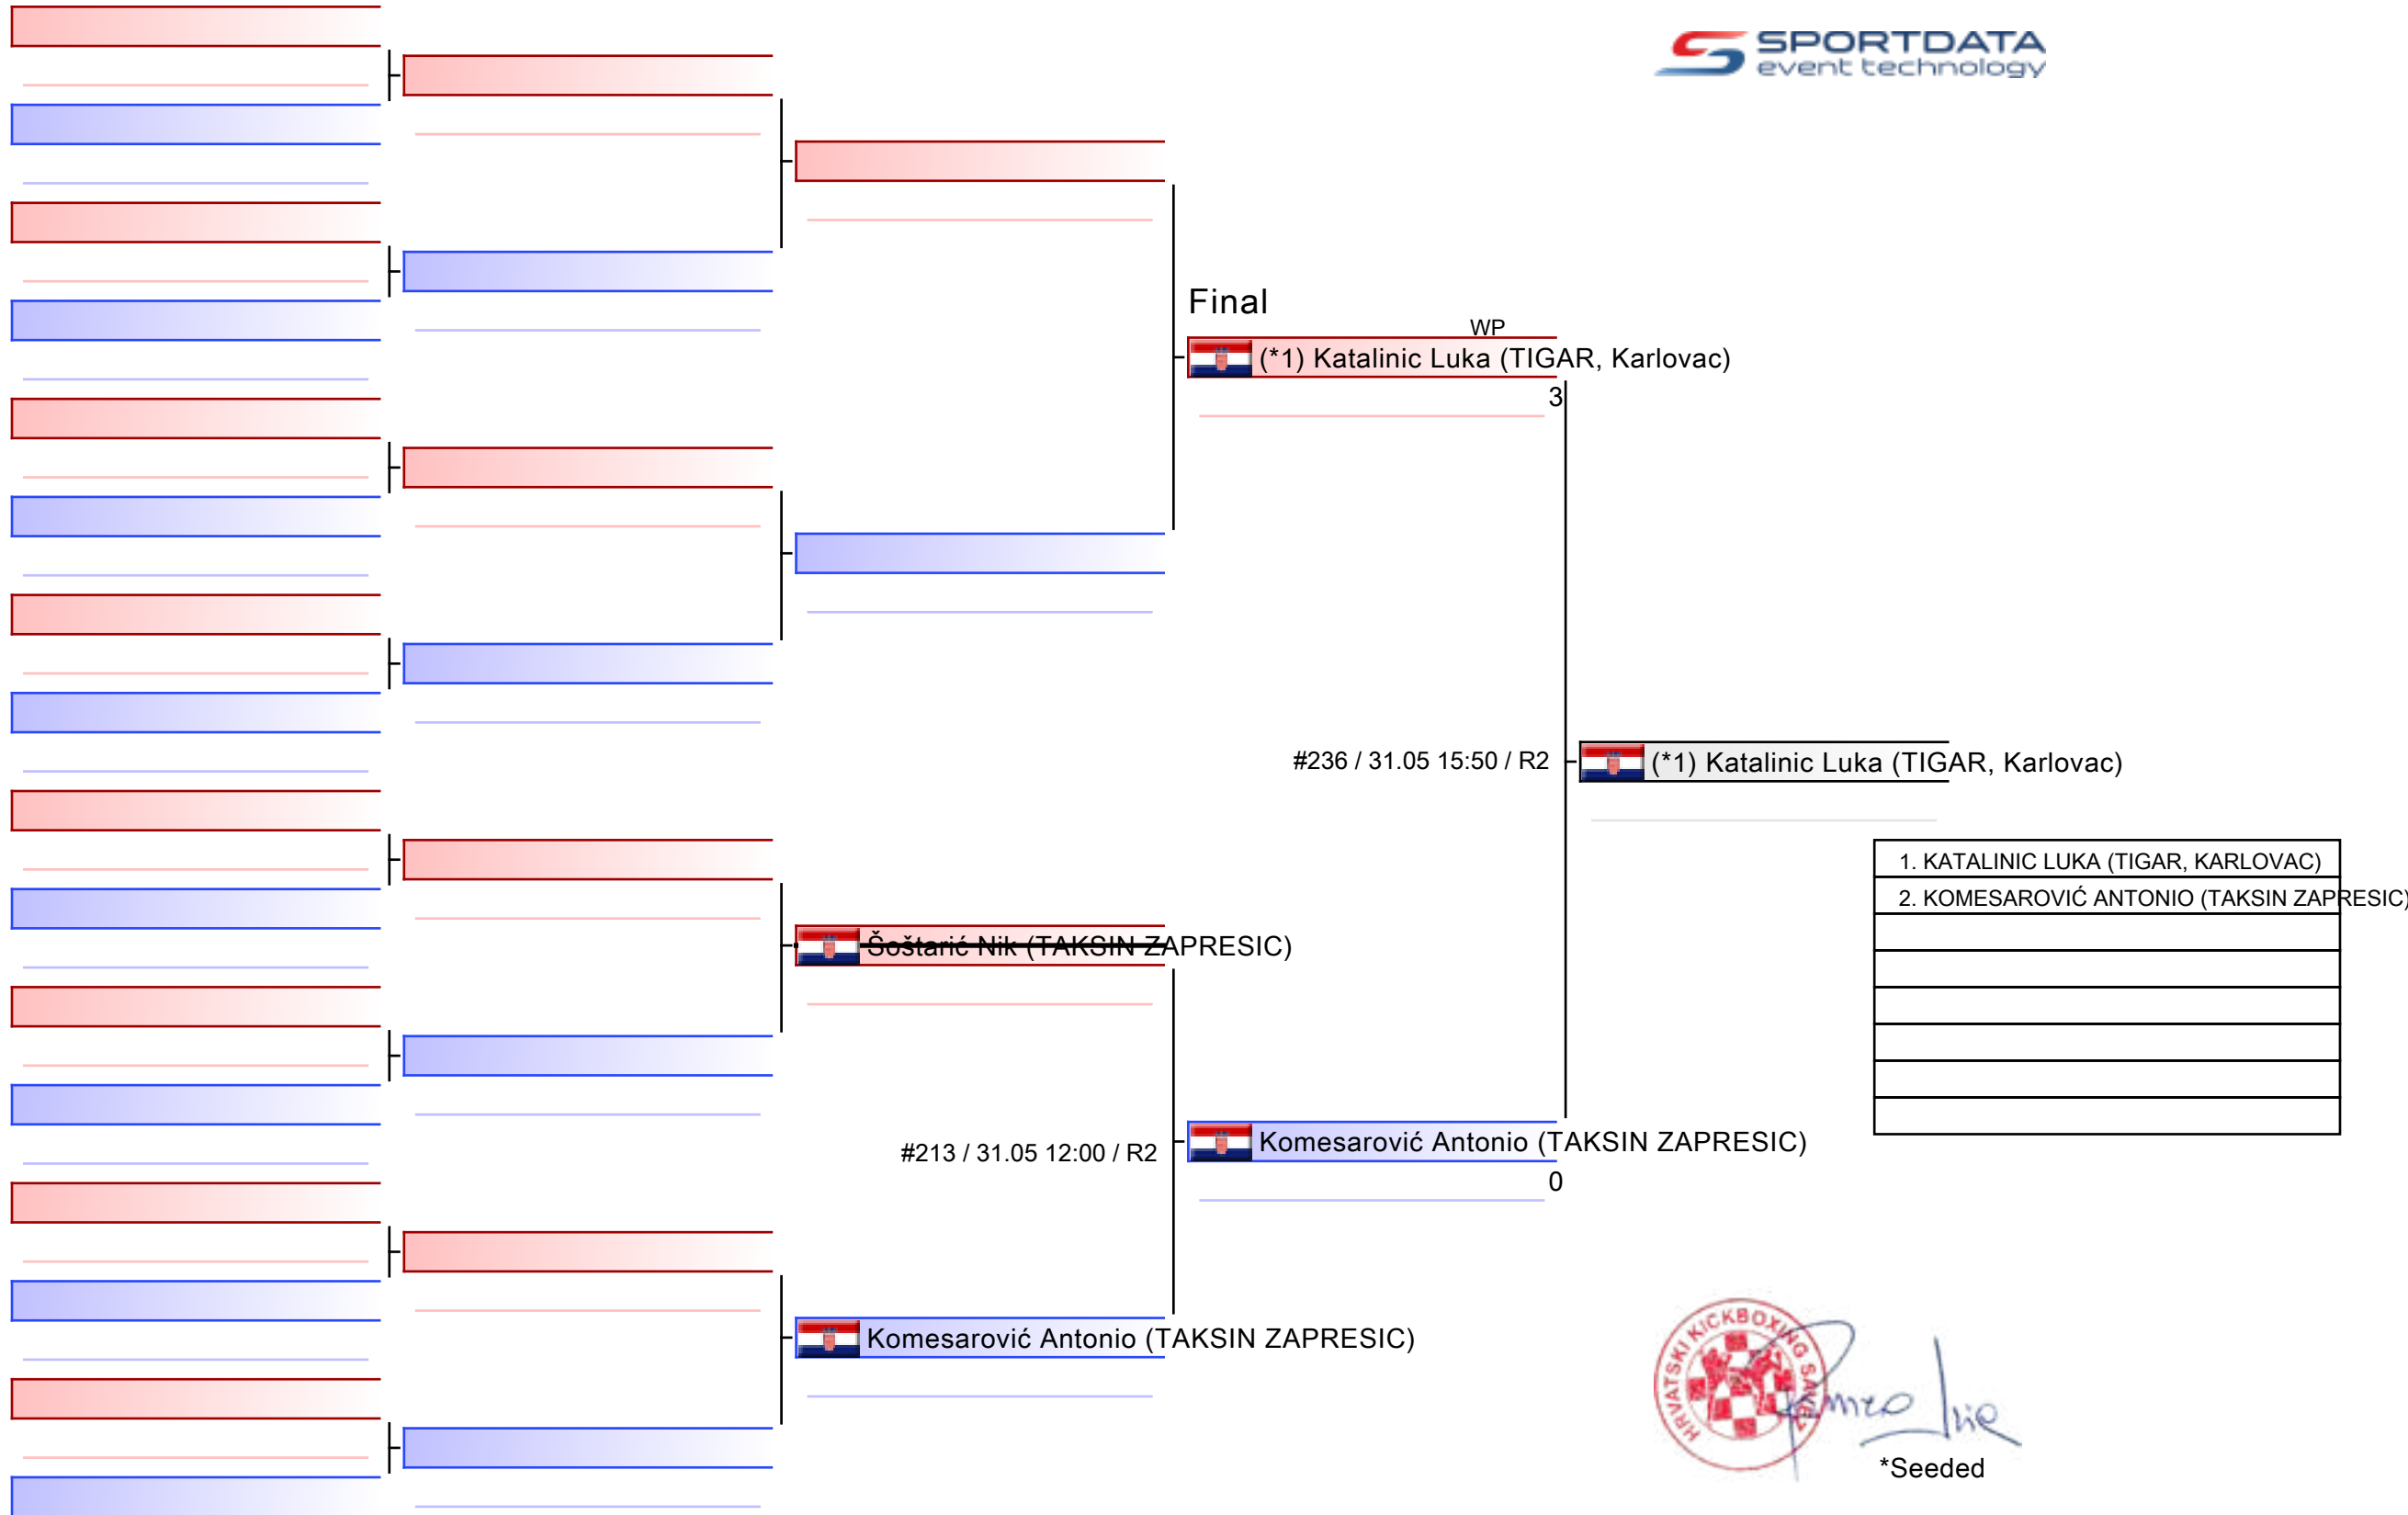 SPORTDATA
event technology
Final
WP
(*1) Katalinic Luka (TIGAR, Karlovac)
3
#236 / 31.05 15:50 / R2
(*1) Katalinic Luka (TIGAR, Karlovac)
1. KATALINIC LUKA (TIGAR, KARLOVAC)
2. KOMESAROVIĆ ANTONIO (TAKSIN ZAPRESIC)
Šoštarić Nik (TAKSIN ZAPRESIC)
#213 / 31.05 12:00 / R2
Komesarović Antonio (TAKSIN ZAPRESIC)
0
Komesarović Antonio (TAKSIN ZAPRESIC)
HRVATSKI KICKBOXING SAVEZ
*Seeded